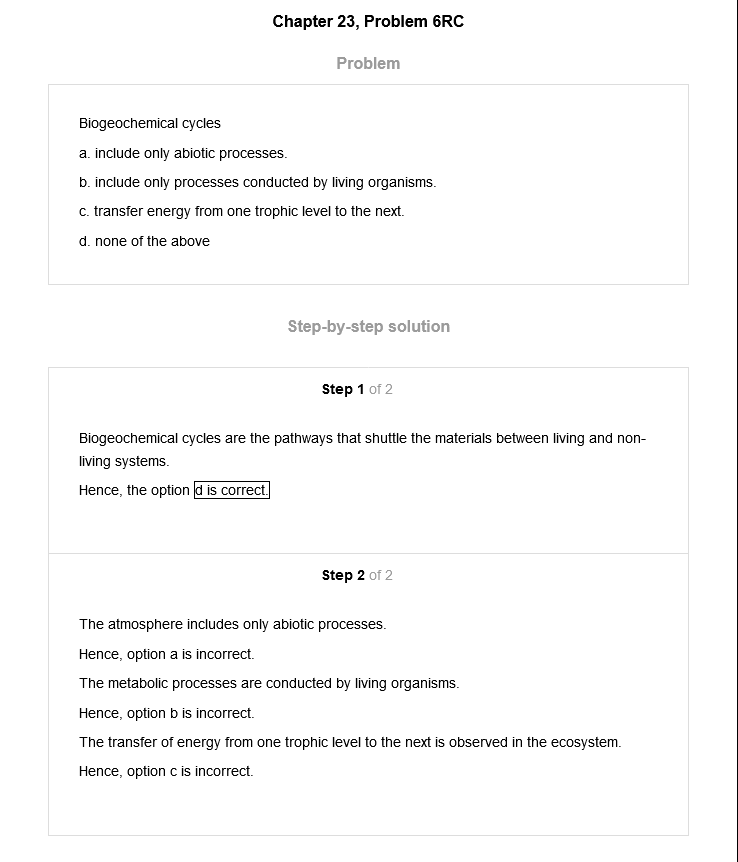 Chapter 23, Problem 6RC
Problem
Biogeochemical cycles
a. include only abiotic processes.
b. include only processes conducted by living organisms.
c. transfer energy from one trophic level to the next.
d. none of the above
Step-by-step solution
Step 1 of 2
Biogeochemical cycles are the pathways that shuttle the materials between living and non-
living systems.
Hence, the option d is correct.
Step 2 of 2
The atmosphere includes only abiotic processes.
Hence, option a is incorrect.
The metabolic processes are conducted by living organisms.
Hence, option b is incorrect.
The transfer of energy from one trophic level to the next is observed in the ecosystem.
Hence, option c is incorrect.